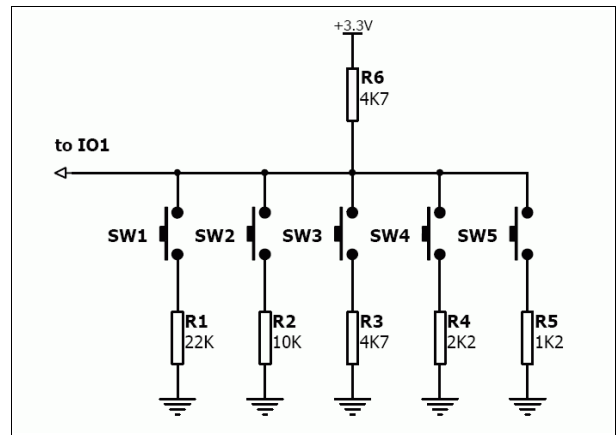 +3.3V
R6
4K7
to IO1
SW1 SW2 SW3 SW4 SW5
R1 R2 R3 R4 R5
22K 10K 4K7 2K2 1K2